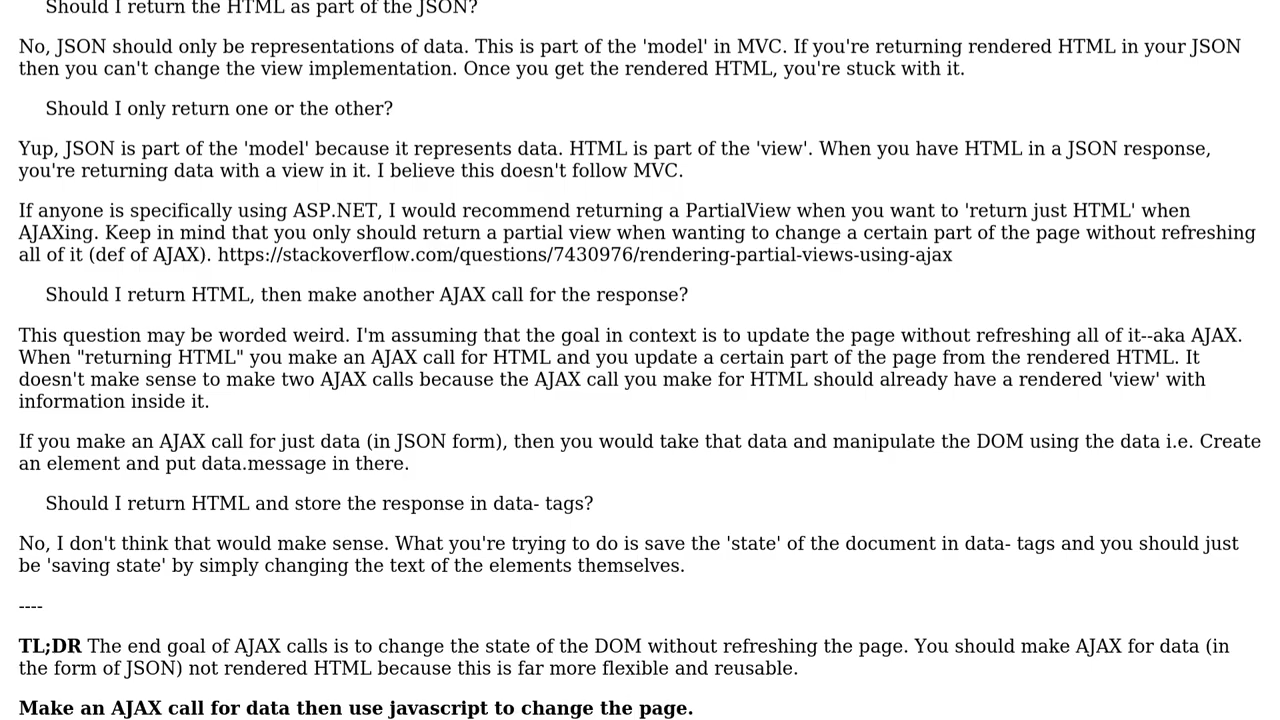 Should I return the HTML as part of the JSON?
No, JSON should only be representations of data. This is part of the 'model' in MVC. If you're returning rendered HTML in your JSON
then you can't change the view implementation. Once you get the rendered HTML, you're stuck with it.
Should I only return one or the other?
Yup, JSON is part of the 'model' because it represents data. HTML is part of the 'view'. When you have HTML in a JSON response,
you're returning data with a view in it. I believe this doesn't follow MVC.
If anyone is specifically using ASP.NET, I would recommend returning a PartialView when you want to 'return just HTML' when
AJAXing. Keep in mind that you only should return a partial view when wanting to change a certain part of the page without refreshing
all of it (def of AJAX). https://stackoverflow.com/questions/7430976/rendering-partial-views-using-ajax
Should I return HTML, then make another AJAX call for the response?
This question may be worded weird. I'm assuming that the goal in context is to update the page without refreshing all of it--aka AJAX.
When "returning HTML" you make an AJAX call for HTML and you update a certain part of the page from the rendered HTML. It
doesn't make sense to make two AJAX calls because the AJAX call you make for HTML should already have a rendered 'view' with
information inside it.
If you make an AJAX call for just data (in JSON form), then you would take that data and manipulate the DOM using the data i.e. Create
an element and put data.message in there.
Should I return HTML and store the response in data- tags?
No, I don't think that would make sense. What you're trying to do is save the 'state' of the document in data- tags and you should just
be 'saving state' by simply changing the text of the elements themselves.
----
TL;DR The end goal of AJAX calls is to change the state of the DOM without refreshing the page. You should make AJAX for data (in
the form of JSON) not rendered HTML because this is far more flexible and reusable.
Make an AJAX call for data then use javascript to change the page.